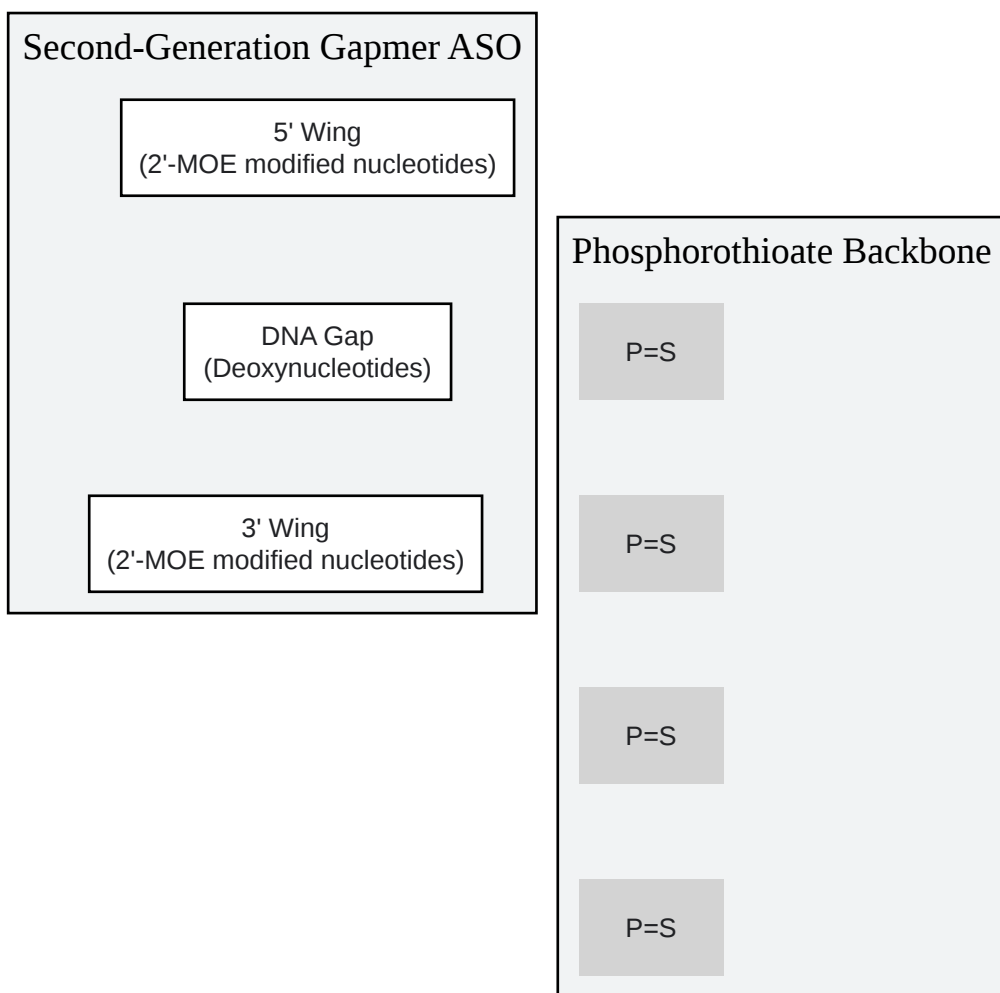 Second-Generation Gapmer ASO
5' Wing
(2'-MOE modified nucleotides)
DNA Gap
(Deoxynucleotides)
3' Wing
(2'-MOE modified nucleotides)
Phosphorothioate Backbone
P=S
P=S
P=S
P=S